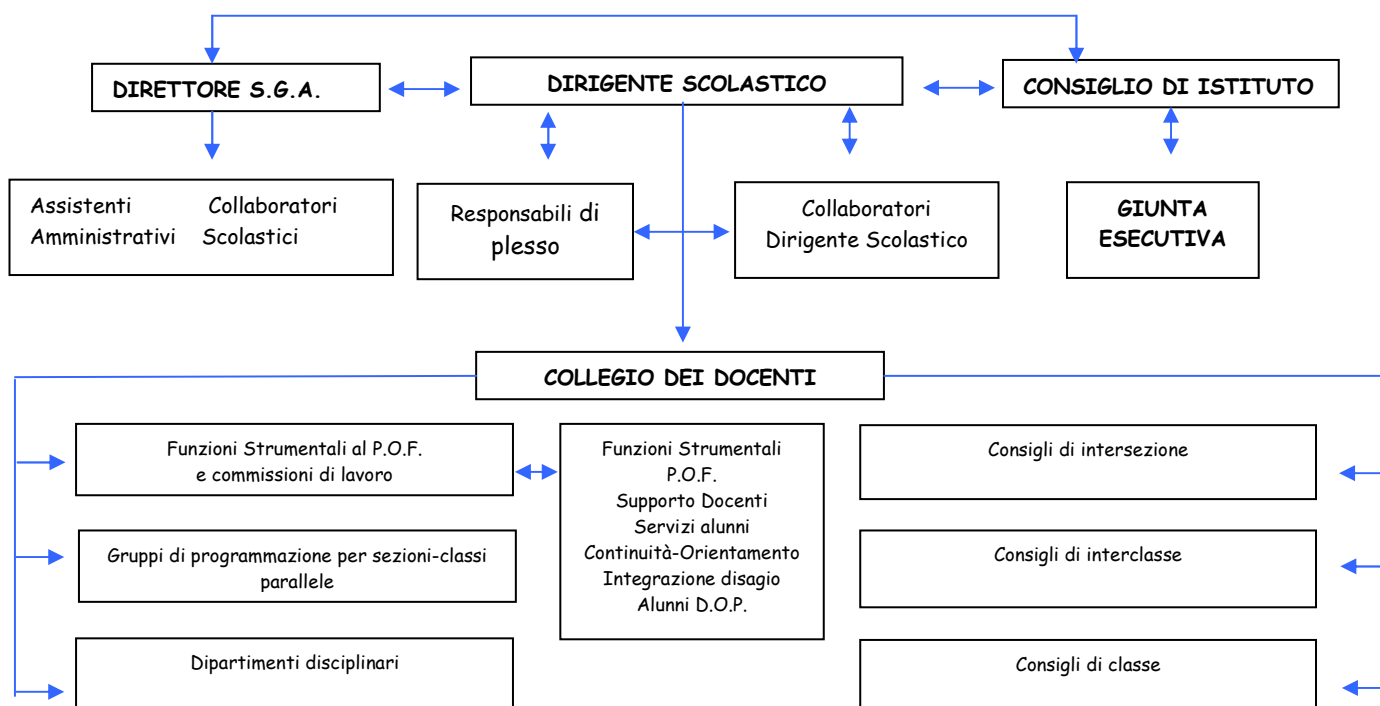 DIRETTORE S.G.A.
DIRIGENTE SCOLASTICO
CONSIGLIO DI ISTITUTO
Assistenti Collaboratori
Amministrativi Scolastici
Responsabili di
plesso
Collaboratori
Dirigente Scolastico
GIUNTA
ESECUTIVA
COLLEGIO DEI DOCENTI
Funzioni Strumentali al P.O.F.
e commissioni di lavoro
Funzioni Strumentali
P.O.F.
Supporto Docenti
Servizi alunni
Continuità-Orientamento
Integrazione disagio
Alunni D.O.P.
Consigli di intersezione
Gruppi di programmazione per sezioni-classi
parallele
Consigli di interclasse
Dipartimenti disciplinari
Consigli di classe